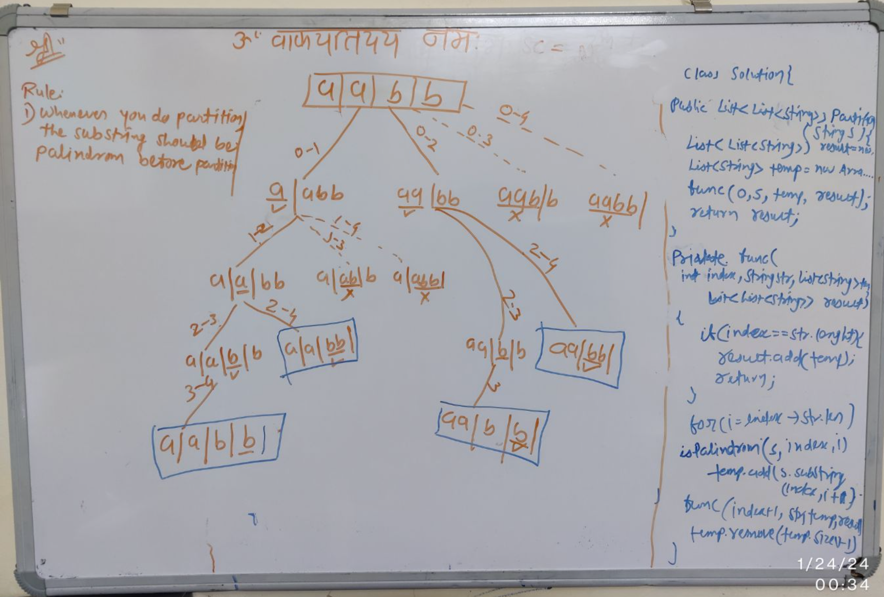 श्री"
ॐ वाकपातयय नमः
SC =
a|a|b|b
Rule:
1) Whenever you do partition
the substring should be
Palindrom before partition
0-1
0-2
0-3
0-4
a|abb
aa|bb
aab|b
x
aabb|
x
1-2
1-3
1-4
a|a|bb
a|ab|b
x
a|abb|
x
2-3
2-4
2-3
2-4
a|a|b|b
a|a|bb|
aa|b|b
aa|bb|
3-4
3
a|a|b|b|
aa|b|b|
Class Solution{
Public List<List<String>> Partition
(String s){
List<List<String>> result=new
List<String> temp = new Arra....
func(0,S, temp, result);
return result;
}
Private func(
int index, String str, List<String> te
List<List<String>> result)
{
if(index==str.lenght){
result.add(temp);
return;
}
for(i=index → str.len)
isPalindrom(s, index, i)
temp.add(s.substring
(index, i+1)
func(index+1, str, temp, resul
temp.remove(temp.size()-1)
}
1/24/24
00:34